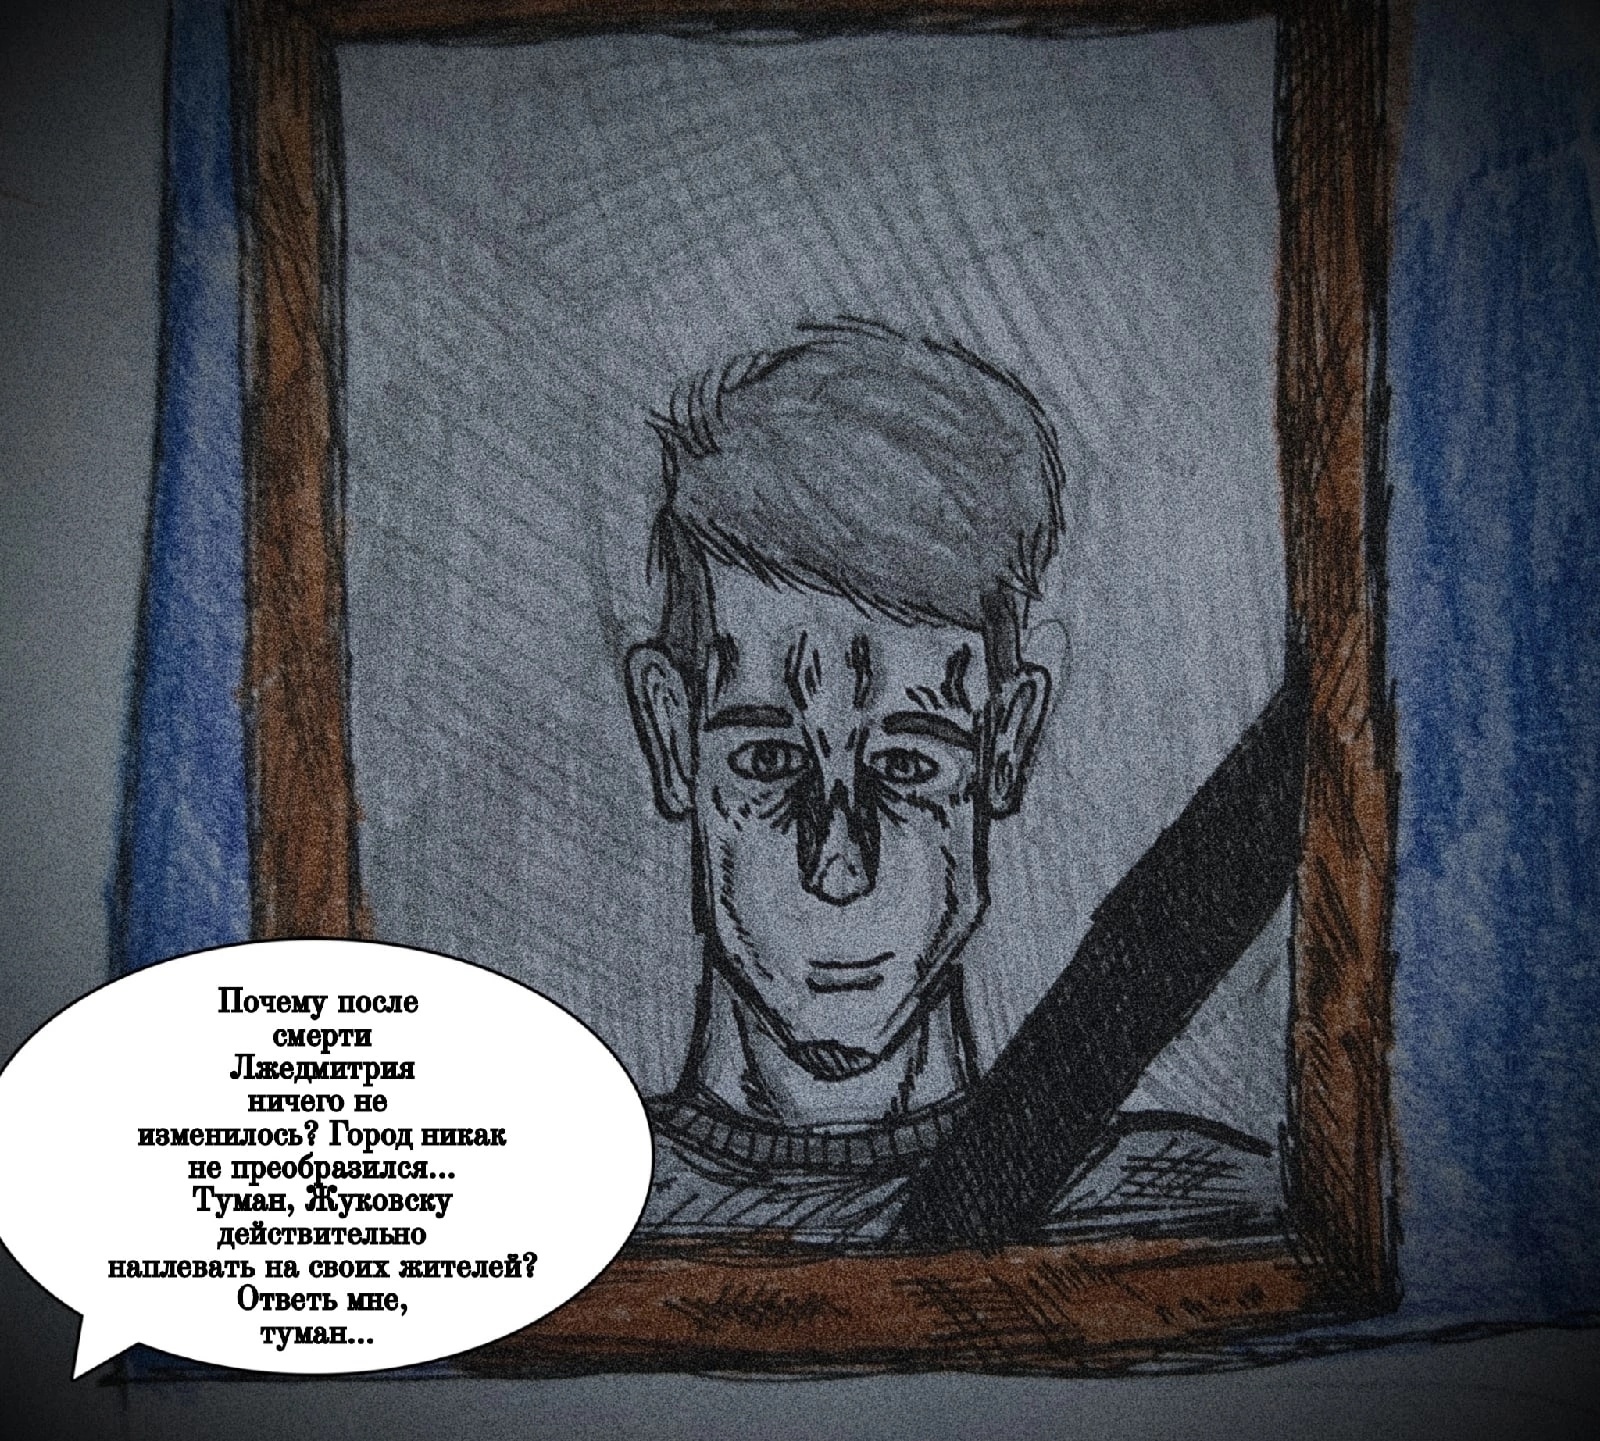 Почему после
смерти
Лжедмитрия
ничего не
изменилось? Город никак
не преобразился...
Туман, Жуковску
действительно
наплевать на своих жителей?
Ответь мне,
туман...